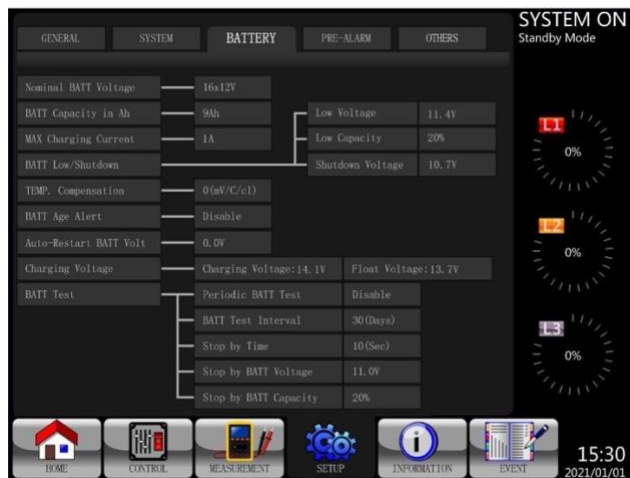 SYSTEM ON
Standby Mode
GENERAL SYSTEM BATTERY PRE-ALARM OTHERS
Nominal BATT Voltage 16x12V
BATT Capacity in Ah 9Ah Low Voltage 11.4V
MAX Charging Current 1A Low Capacity 20%
BATT Low/Shutdown Shutdown Voltage 10.7V
TEMP. Compensation 0(mV/C/cl)
BATT Age Alert Disable
Auto-Restart BATT Volt 0.0V
Charging Voltage Charging Voltage:14.1V Float Voltage:13.7V
BATT Test Periodic BATT Test Disable
BATT Test Interval 30(Days)
Stop by Time 10(Sec)
Stop by BATT Voltage 11.0V
Stop by BATT Capacity 20%
L1
0%
L2
0%
L3
0%
HOME CONTROL MEASUREMENT SETUP INFORMATION EVENT
15:30
2021/01/01